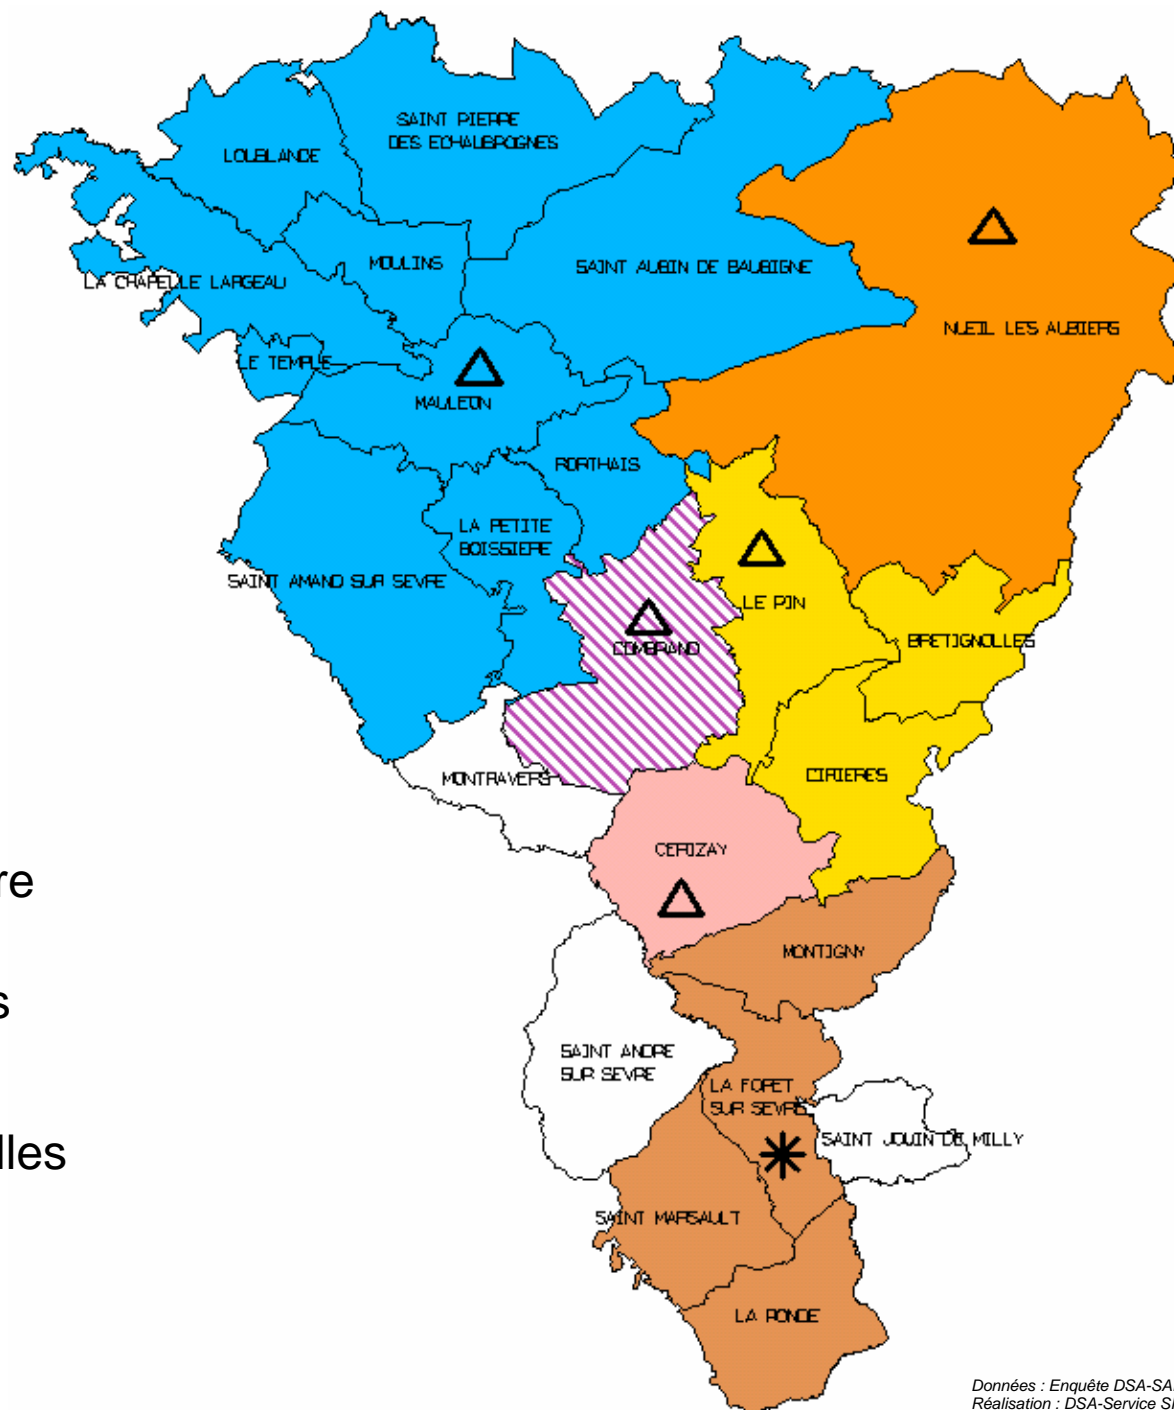 SAINT PIERRE
DES ECHAUBROGNES
LOUBLANDE
MOULINS
SAINT AUBIN DE BAUBIGNE
LA CHAPELLE LARGEAU
NUEIL LES AUBIERS
LE TEMPLE
MAULEON
RORTHAIS
LA PETITE
BOISSIERE
SAINT AMAND SUR SEVRE
LE PIN
COMBRAND
BRETIGNOLLES
MONTRAVERS
CIRIERES
CERIZAY
re
MONTIGNY
s
SAINT ANDRE
SUR SEVRE
LA FORET
SUR SEVRE
lles
SAINT JOUIN DE MILLY
SAINT MARSAULT
LA RONDE
Données : Enquête DSA-SA
Réalisation : DSA-Service S